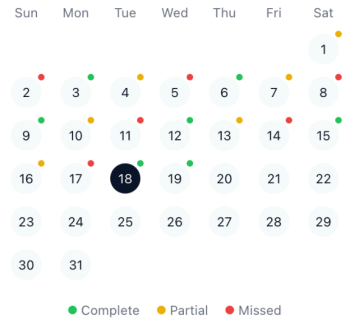 Sun Mon Tue Wed Thu Fri Sat
1
2 3 4 5 6 7 8
9 10 11 12 13 14 15
16 17 18 19 20 21 22
23 24 25 26 27 28 29
30 31
Complete Partial Missed